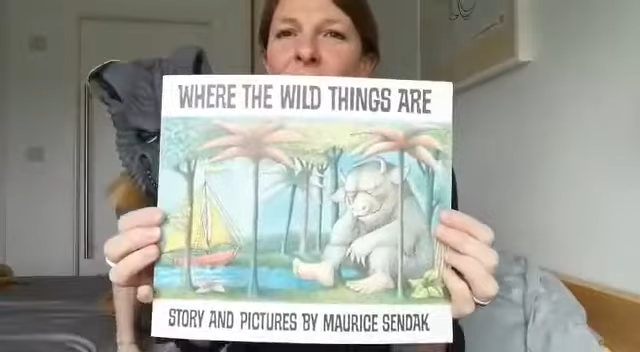 WHERE THE WILD THINGS ARE
STORY AND PICTURES BY MAURICE SENDAK